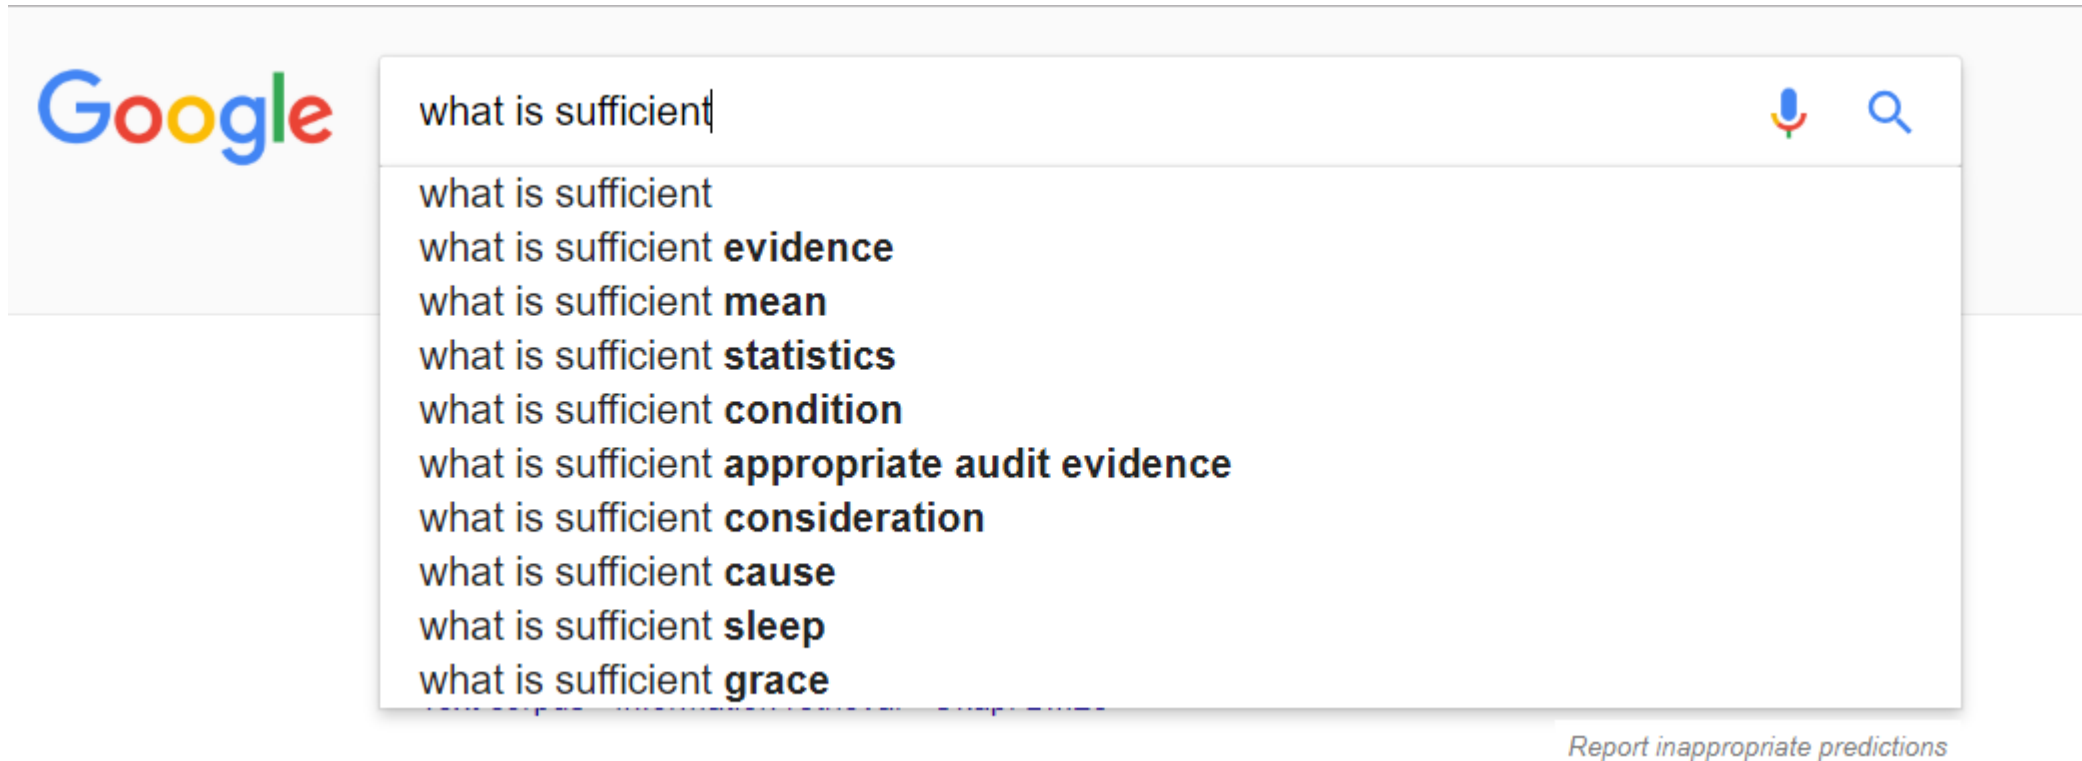 Google
what is sufficient
what is sufficient
what is sufficient evidence
what is sufficient mean
what is sufficient statistics
what is sufficient condition
what is sufficient appropriate audit evidence
what is sufficient consideration
what is sufficient cause
what is sufficient sleep
what is sufficient grace
Report inappropriate predictions